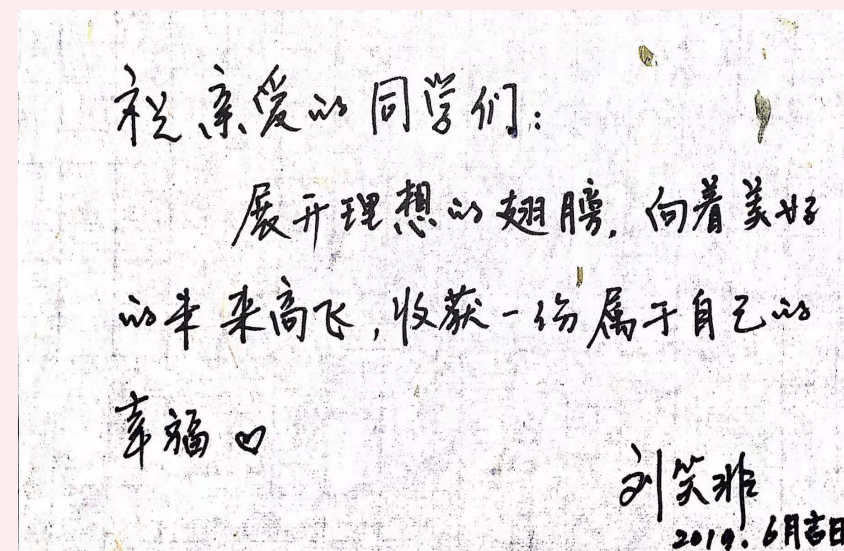 祝亲爱的同学们:
展开理想的翅膀,向着美好
的未来高飞,收获一份属于自己的
幸福♡
刘笑非
2019.6月吉日